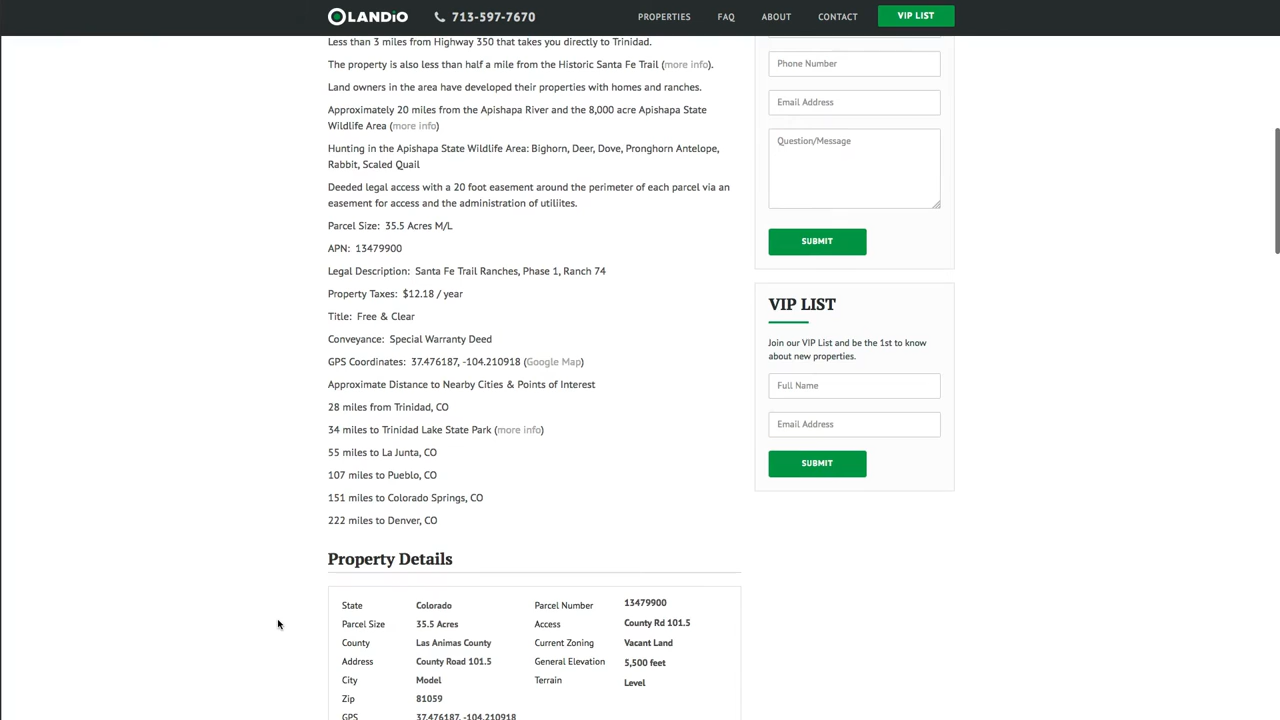 LANDiO
713-597-7670
PROPERTIES
FAQ
ABOUT
CONTACT
VIP LIST
Less than 3 miles from Highway 350 that takes you directly to Trinidad.
The property is also less than half a mile from the Historic Santa Fe Trail (more info).
Land owners in the area have developed their properties with homes and ranches.
Approximately 20 miles from the Apishapa River and the 8,000 acre Apishapa State
Wildlife Area (more info)
Hunting in the Apishapa State Wildlife Area: Bighorn, Deer, Dove, Pronghorn Antelope,
Rabbit, Scaled Quail
Deeded legal access with a 20 foot easement around the perimeter of each parcel via an
easement for access and the administration of utiliites.
Parcel Size: 35.5 Acres M/L
APN: 13479900
Legal Description: Santa Fe Trail Ranches, Phase 1, Ranch 74
Property Taxes: $12.18 / year
Title: Free & Clear
Conveyance: Special Warranty Deed
GPS Coordinates: 37.476187, -104.210918 (Google Map)
Approximate Distance to Nearby Cities & Points of Interest
28 miles from Trinidad, CO
34 miles to Trinidad Lake State Park (more info)
55 miles to La Junta, CO
107 miles to Pueblo, CO
151 miles to Colorado Springs, CO
222 miles to Denver, CO
Property Details
State Colorado
Parcel Size 35.5 Acres
County Las Animas County
Address County Road 101.5
City Model
Zip 81059
GPS 37.476187, -104.210918
Parcel Number 13479900
Access County Rd 101.5
Current Zoning Vacant Land
General Elevation 5,500 feet
Terrain Level
Phone Number
Email Address
Question/Message
SUBMIT
VIP LIST
Join our VIP List and be the 1st to know
about new properties.
Full Name
Email Address
SUBMIT